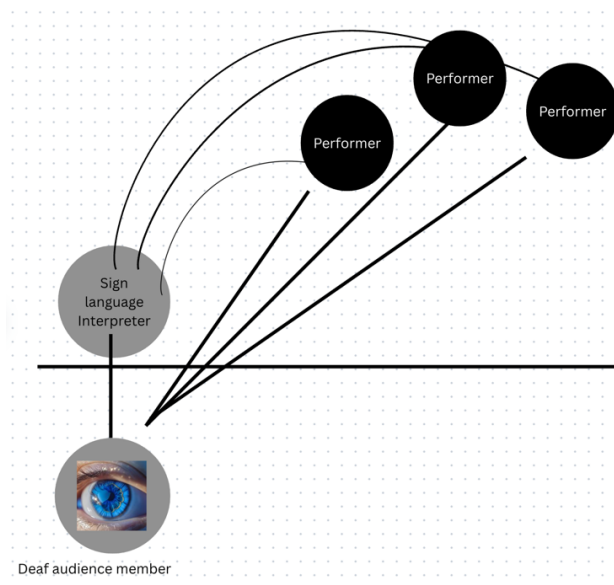 Performer
Performer
Performer
Sign
language
Interpreter
Deaf audience member